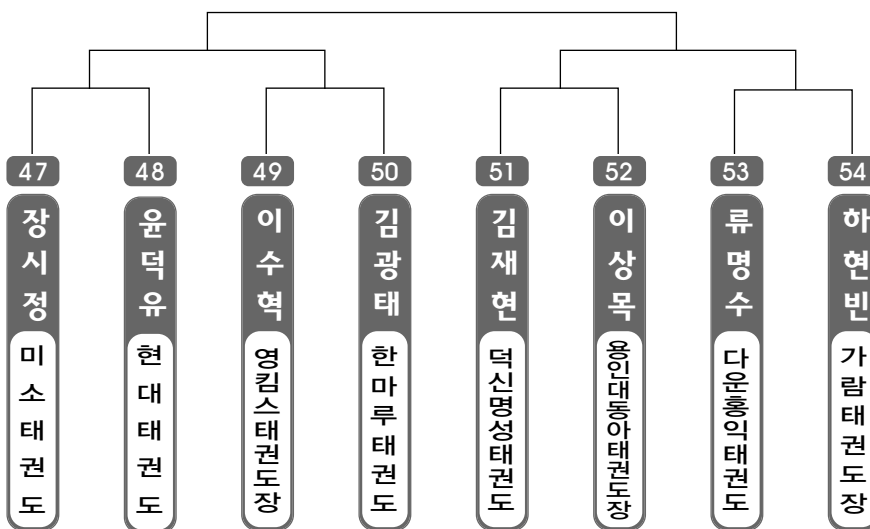 47
장시정
미소태권도
48
윤덕유
현대태권도
49
이수혁
영킴스태권도장
50
김광태
한마루태권도
51
김재현
덕신명성태권도
52
이상목
용인대동아태권도장
53
류명수
다운홍익태권도
54
하현빈
가람태권도장